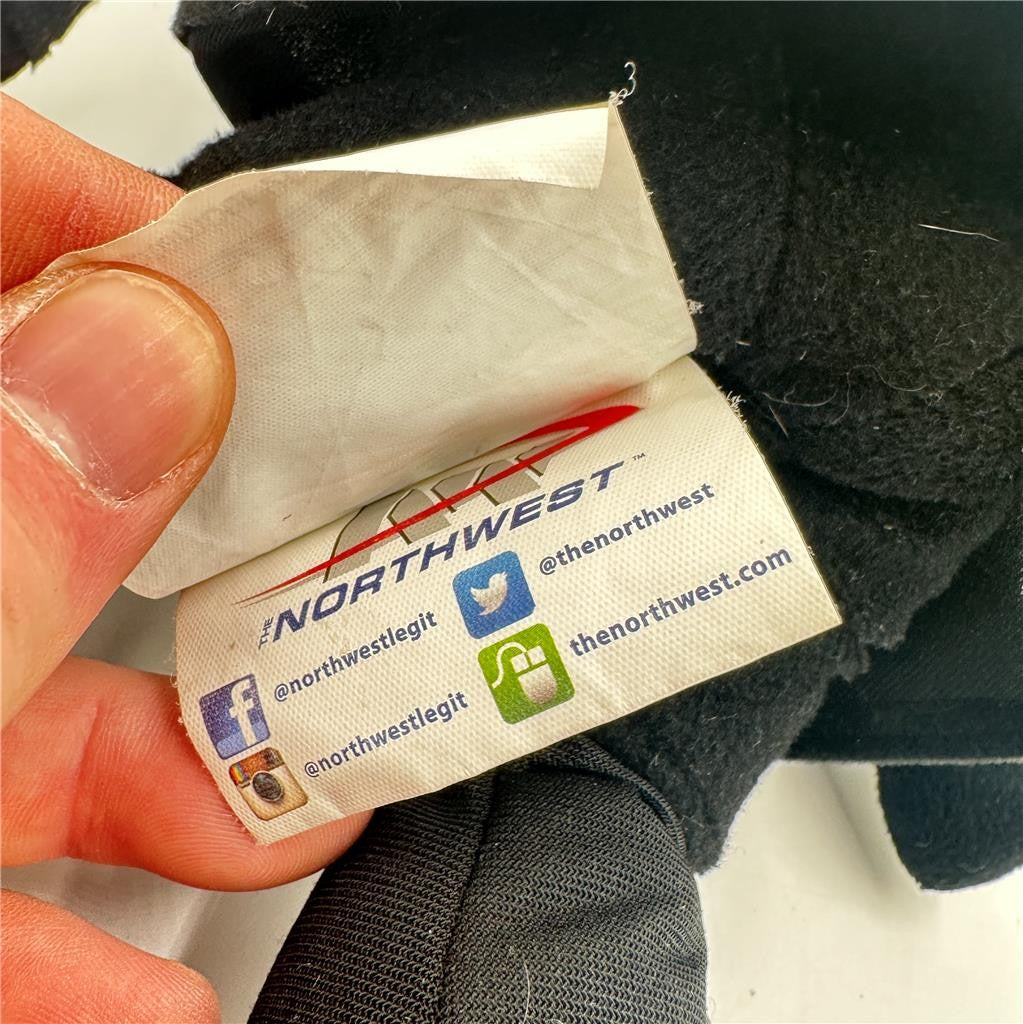 THE NORTHWEST™
@northwestlegit
@thenorthwest
@northwestlegit
thenorthwest.com